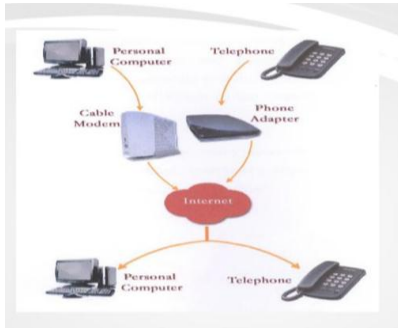 Personal
Computer
Telephone
Cable
Modem
Phone
Adapter
Internet
Personal
Computer
Telephone